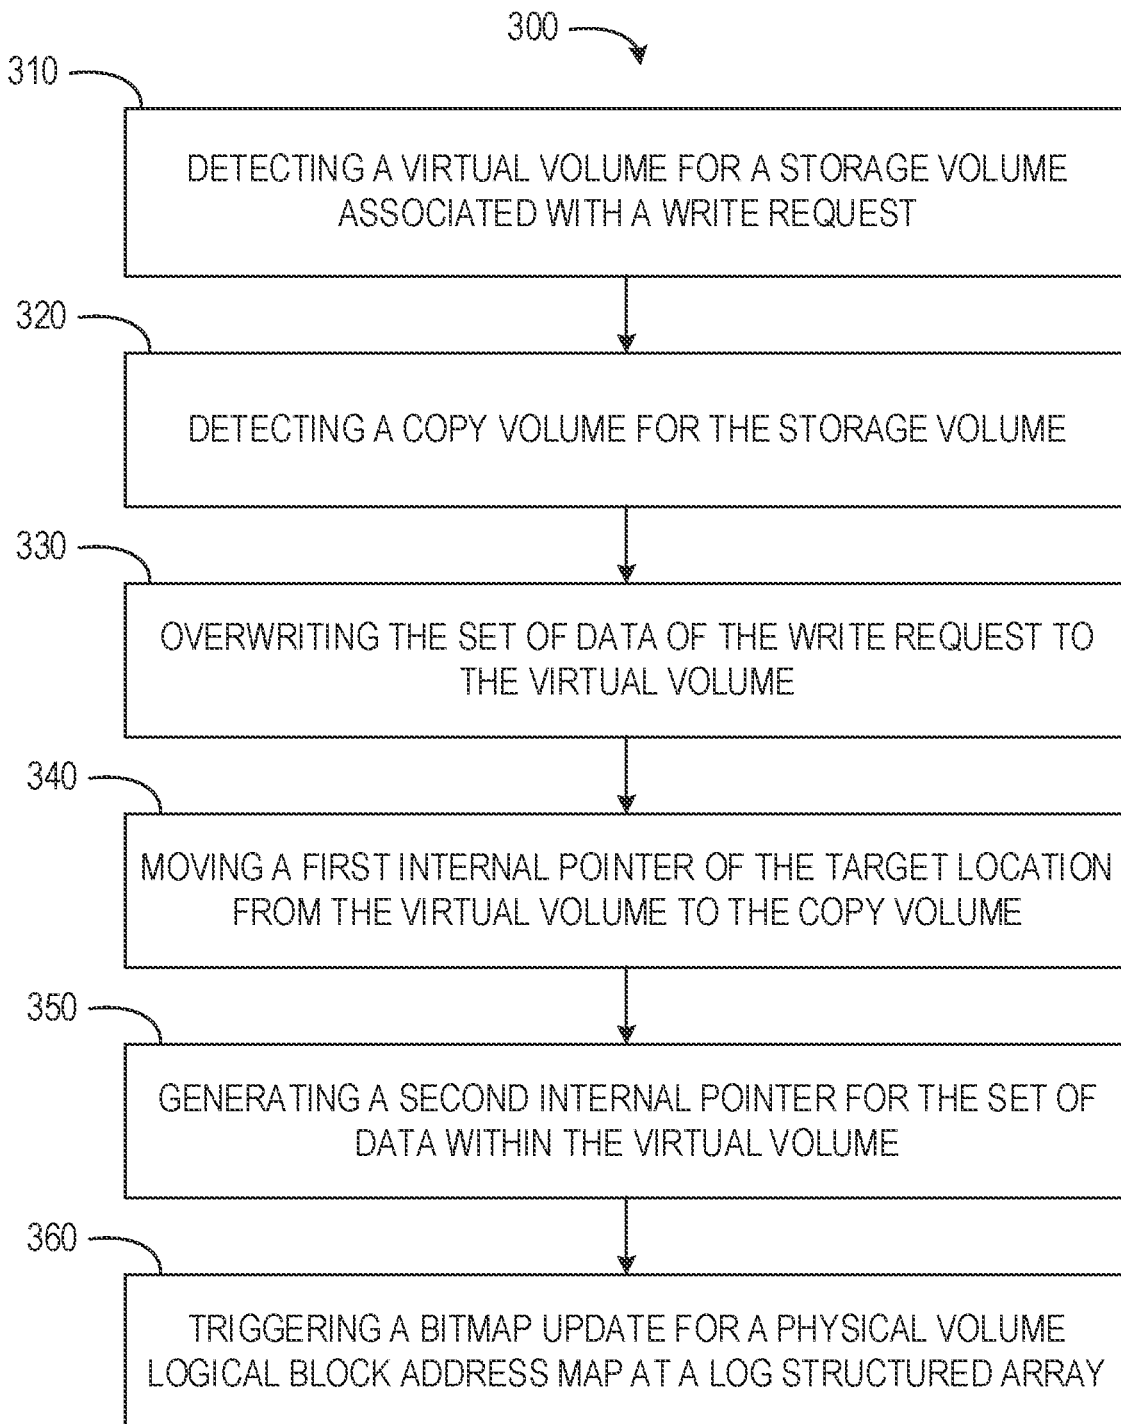 300
310
DETECTING A VIRTUAL VOLUME FOR A STORAGE VOLUME
ASSOCIATED WITH A WRITE REQUEST
320
DETECTING A COPY VOLUME FOR THE STORAGE VOLUME
330
OVERWRITING THE SET OF DATA OF THE WRITE REQUEST TO
THE VIRTUAL VOLUME
340
MOVING A FIRST INTERNAL POINTER OF THE TARGET LOCATION
FROM THE VIRTUAL VOLUME TO THE COPY VOLUME
350
GENERATING A SECOND INTERNAL POINTER FOR THE SET OF
DATA WITHIN THE VIRTUAL VOLUME
360
TRIGGERING A BITMAP UPDATE FOR A PHYSICAL VOLUME
LOGICAL BLOCK ADDRESS MAP AT A LOG STRUCTURED ARRAY